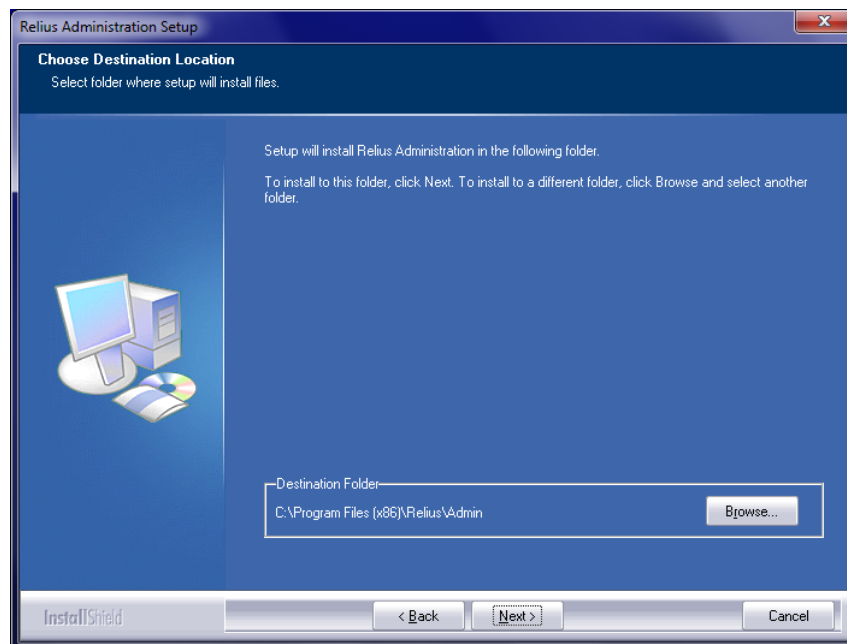 Relius Administration Setup
Choose Destination Location
Select folder where setup will install files.
Setup will install Relius Administration in the following folder.
To install to this folder, click Next. To install to a different folder, click Browse and select another
folder.
Destination Folder
C:\Program Files (x86)\Relius\Admin
Browse...
InstallShield
< Back
Next >
Cancel